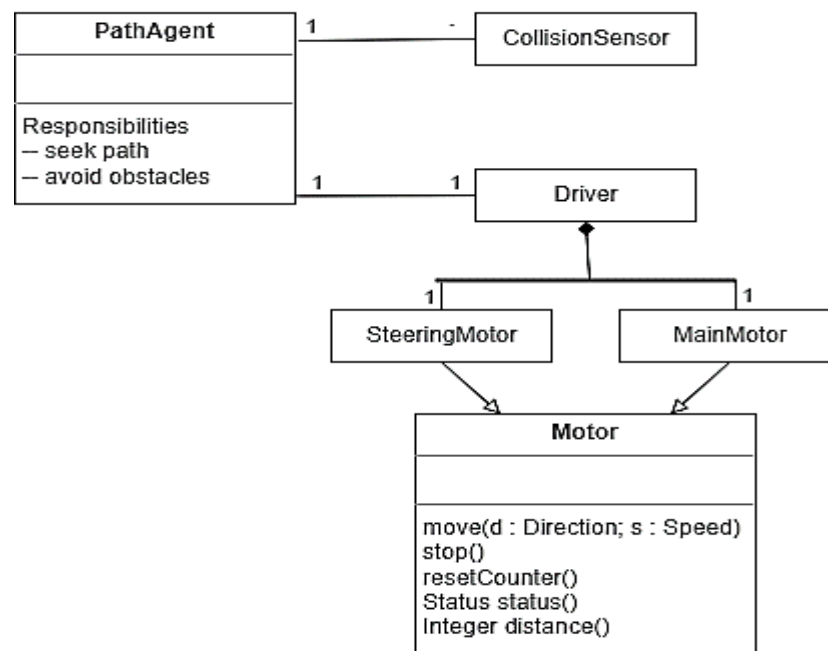 PathAgent
1
-
CollisionSensor
Responsibilities
-- seek path
-- avoid obstacles
1
1
Driver
1
1
SteeringMotor
MainMotor
Motor
move(d : Direction; s : Speed)
stop()
resetCounter()
Status status()
Integer distance()